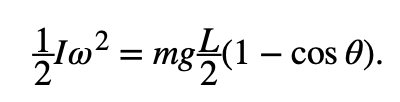 ½Iω² = mg L/2 (1 − cos θ).